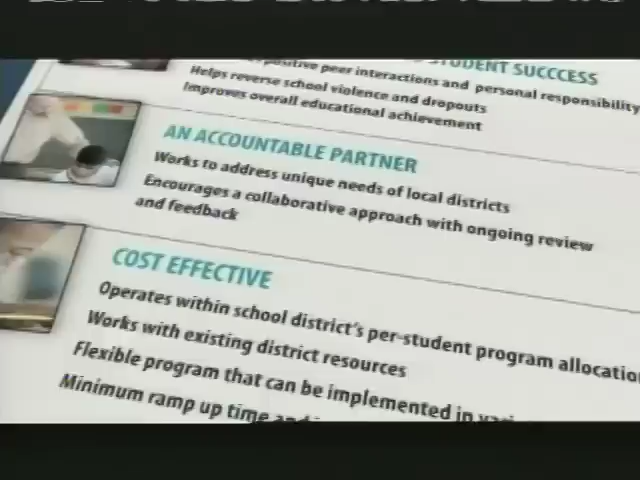 STUDENT SUCCCESS
positive peer interactions and personal responsibility
Helps reverse school violence and dropouts
Improves overall educational achievement
AN ACCOUNTABLE PARTNER
Works to address unique needs of local districts
Encourages a collaborative approach with ongoing review
and feedback
COST EFFECTIVE
Operates within school district's per-student program allocatio
Works with existing district resources
Flexible program that can be implemented in
Minimum ramp up time